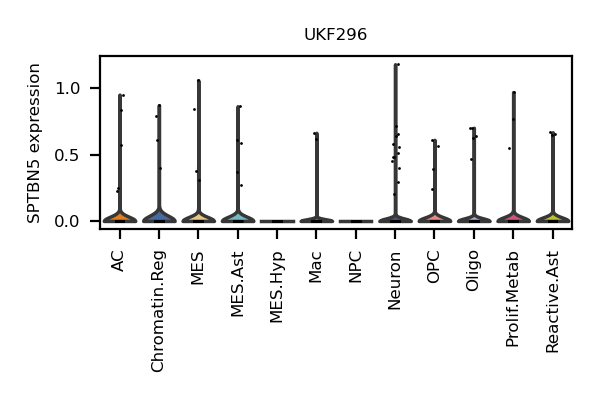 UKF296
SPTBN5 expression
1.0
0.5
0.0
AC
Chromatin.Reg
MES
MES.Ast
MES.Hyp
Mac
NPC
Neuron
OPC
Oligo
Prolif.Metab
Reactive.Ast